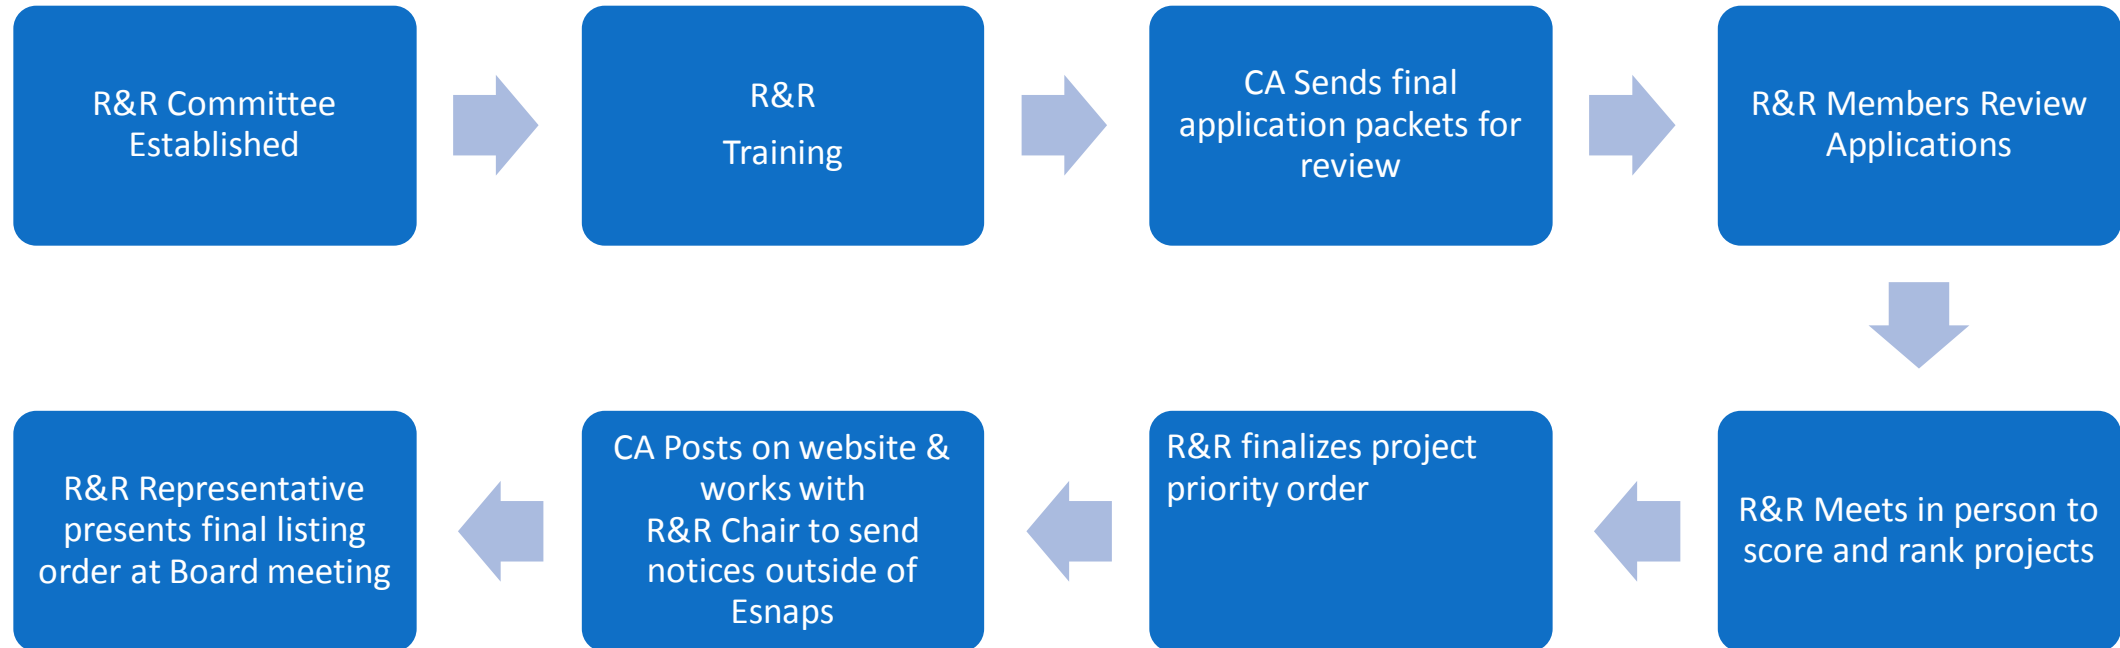 R&R Committee
Established
R&R
Training
CA Sends final
application packets for
review
R&R Members Review
Applications
R&R Meets in person to
score and rank projects
R&R finalizes project
priority order
CA Posts on website &
works with
R&R Chair to send
notices outside of
Esnaps
R&R Representative
presents final listing
order at Board meeting